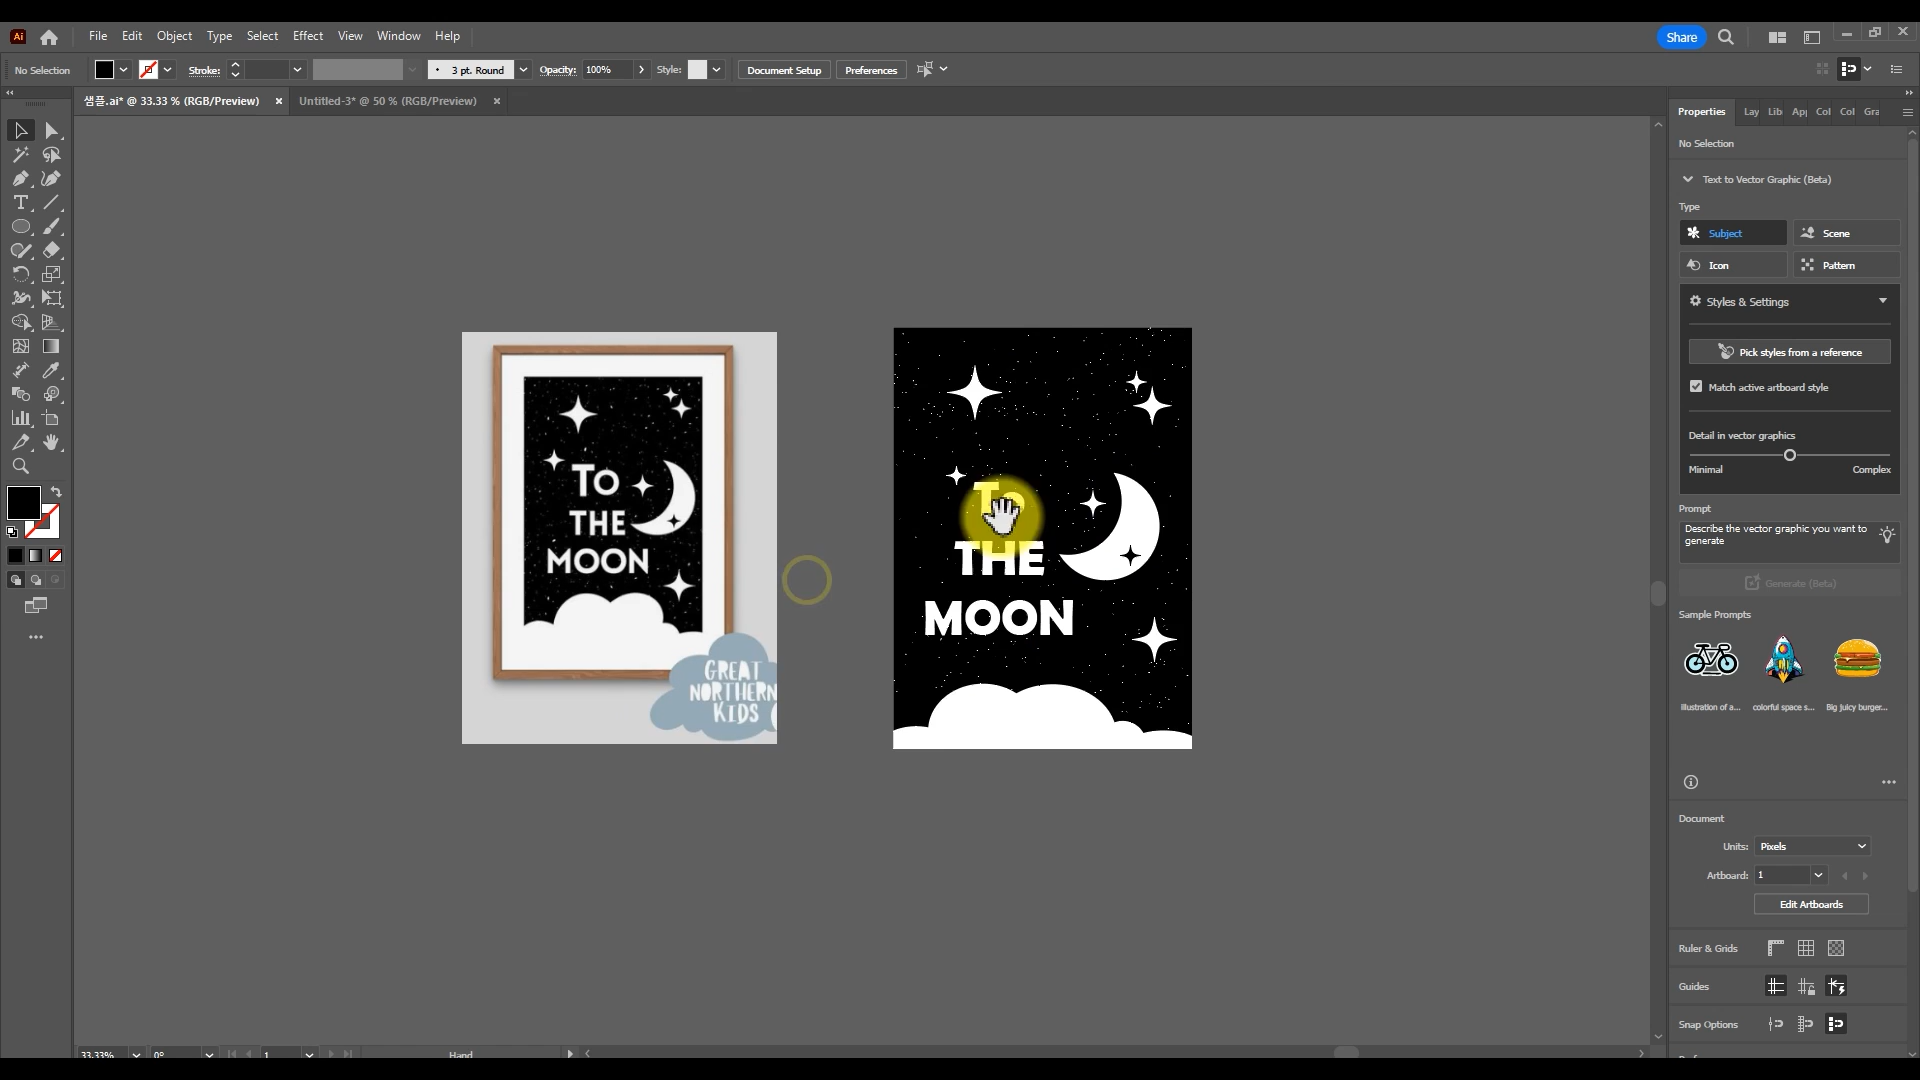 Ai
File Edit Object Type Select Effect View Window Help
Share
No Selection
Stroke:
3 pt. Round
Opacity: 100%
Style:
Document Setup
Preferences
샘플.ai* @ 33.33 % (RGB/Preview)
Untitled-3* @ 50 % (RGB/Preview)
Properties Lay Lib Ap Col Col Gra
No Selection
Text to Vector Graphic (Beta)
Type
Subject
Scene
Icon
Pattern
Styles & Settings
Pick styles from a reference
Match active artboard style
Detail in vector graphics
Minimal
Complex
Prompt
Describe the vector graphic you want to
generate
Generate (Beta)
Sample Prompts
Illustration of a...
colorful space s...
Big juicy burger...
Document
Units: Pixels
Artboard: 1
Edit Artboards
Ruler & Grids
Guides
Snap Options
TO
THE
MOON
GREAT
NORTHERN
KIDS
To
THE
MOON
33.33%
0°
1
Hand